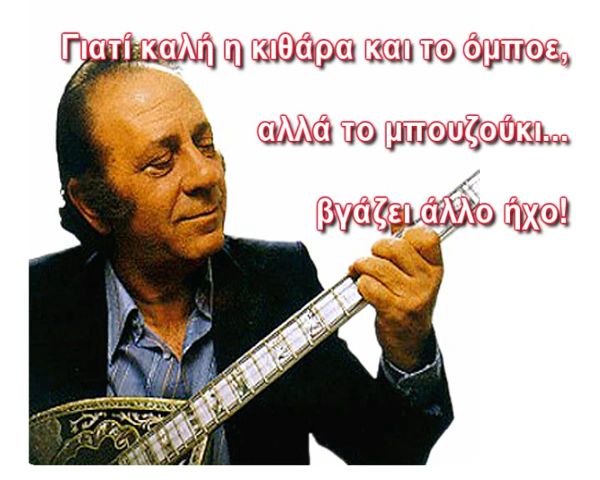 Γιατί καλή η κιθάρα και το όμποε,
αλλά το μπουζούκι...
βγάζει άλλο ήχο!